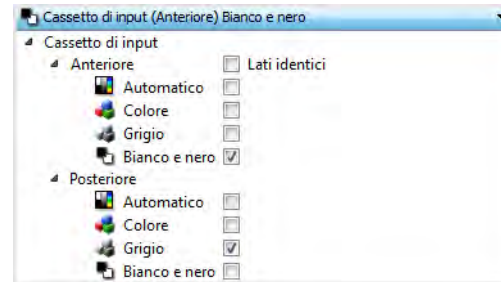 Cassetto di input (Anteriore) Bianco e nero
Cassetto di input
Anteriore Lati identici
Automatico
Colore
Grigio
Bianco e nero
Posteriore
Automatico
Colore
Grigio
Bianco e nero